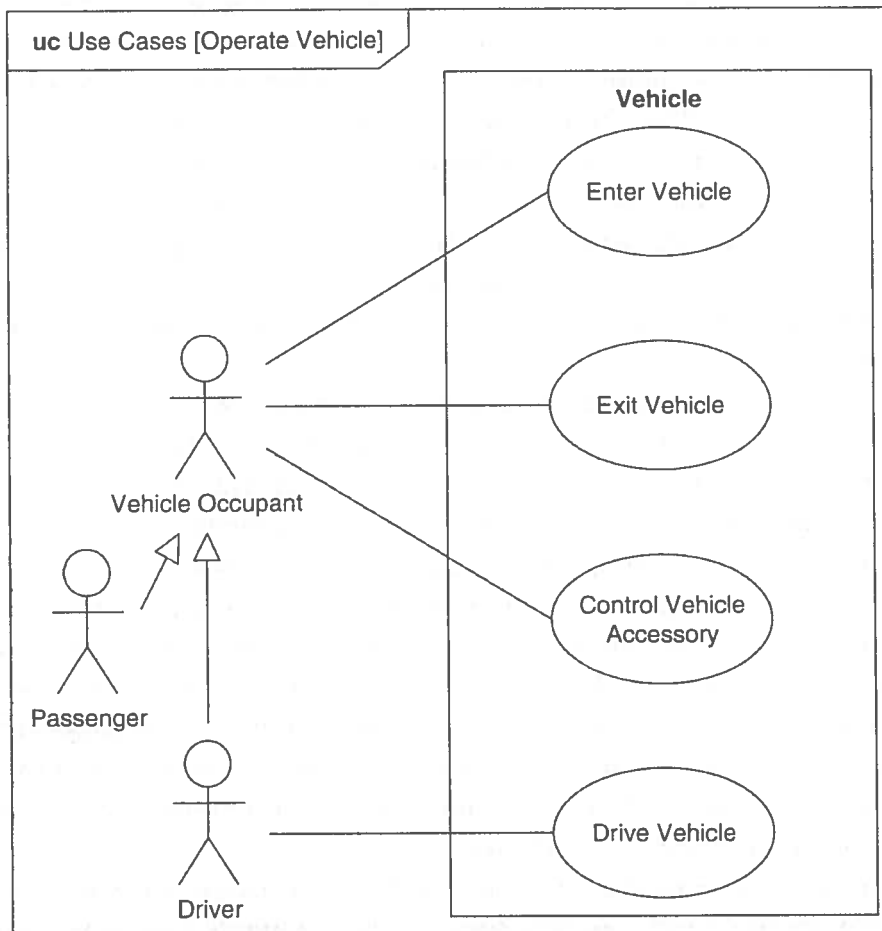 uc Use Cases [Operate Vehicle]
Vehicle
Enter Vehicle
Exit Vehicle
Vehicle Occupant
Control Vehicle
Accessory
Passenger
Drive Vehicle
Driver